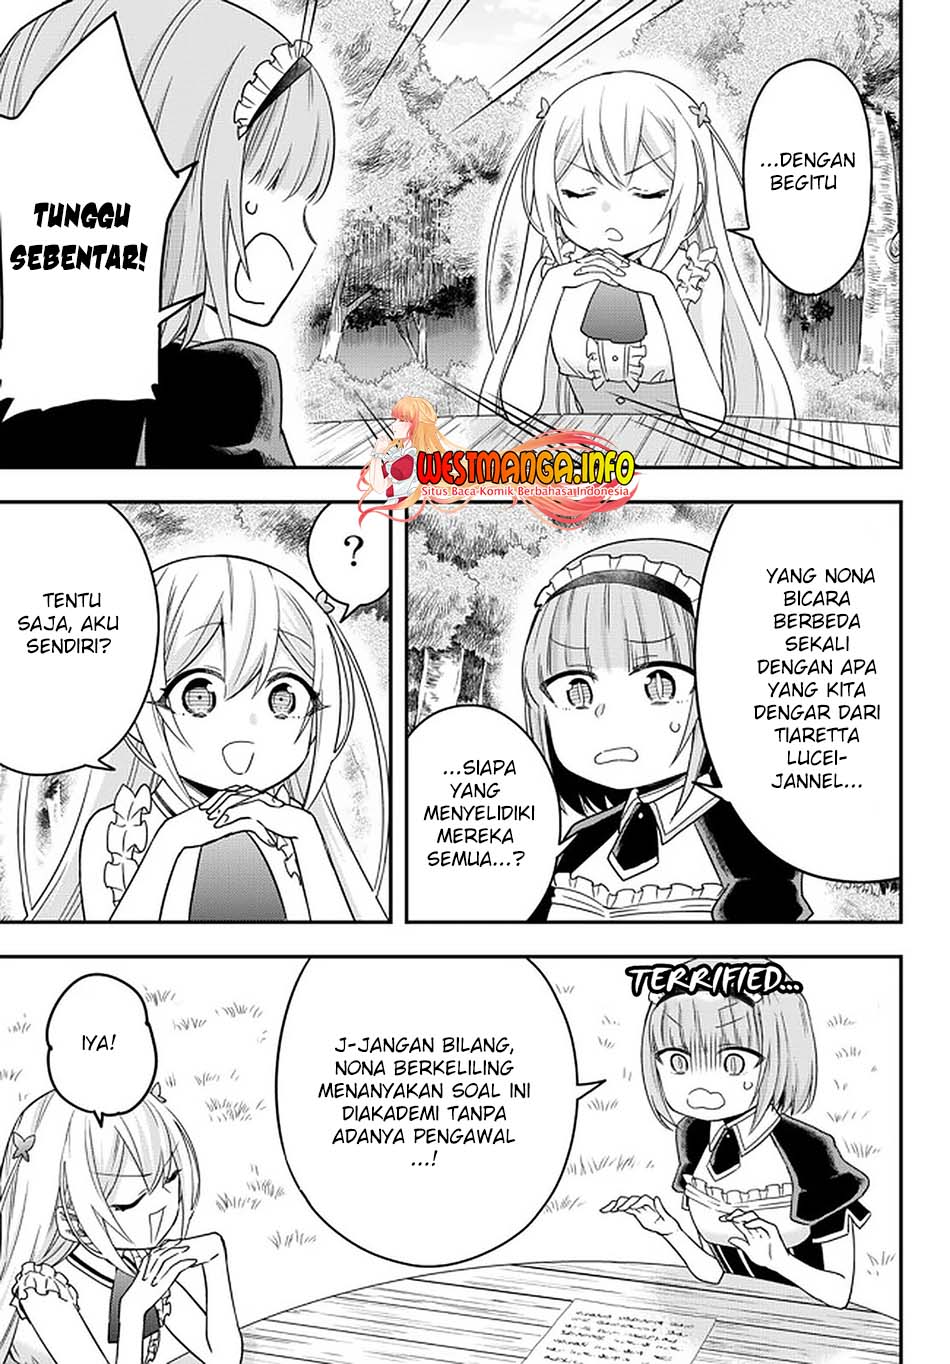 ...DENGAN
BEGITU
TUNGGU
SEBENTAR!
WESTMANGA.INFO
Situs Baca Komik Berbahasa Indonesia
YANG NONA
BICARA
BERBEDA
SEKALI
DENGAN APA
YANG KITA
DENGAR DARI
TIARETTA
LUCEI-
JANNEL...
...SIAPA
YANG
MENYELIDIKI
MEREKA
SEMUA...?
?
TENTU
SAJA, AKU
SENDIRI?
TERRIFIED...
J-JANGAN BILANG,
NONA BERKELILING
MENANYAKAN SOAL INI
DIAKADEMI TANPA
ADANYA PENGAWAL
...!
IYA!